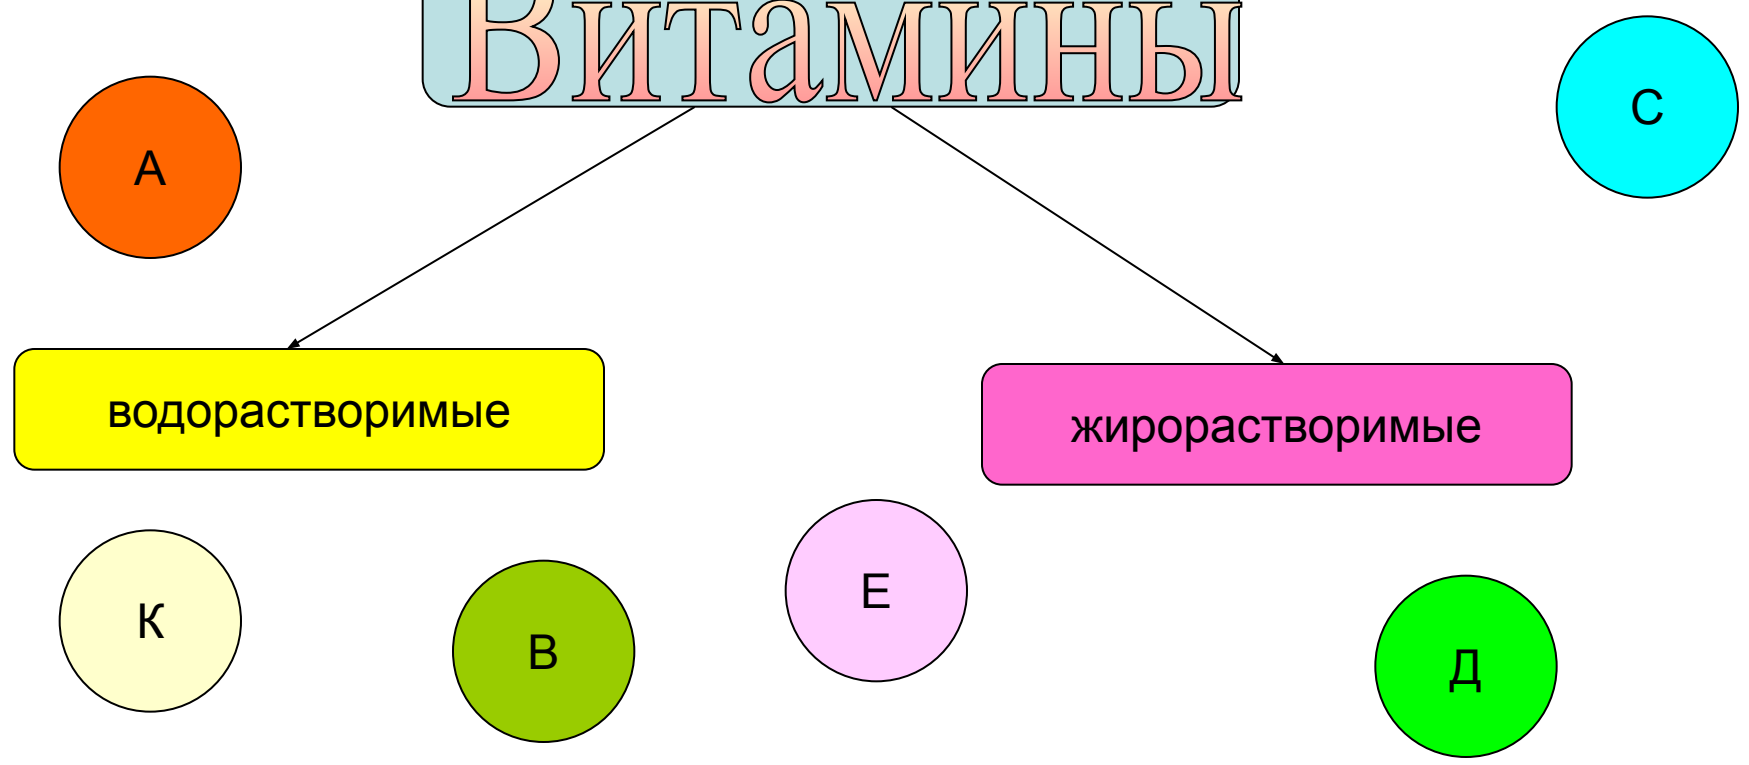 Витамины
С
А
водорастворимые
жирорастворимые
К
В
Е
Д